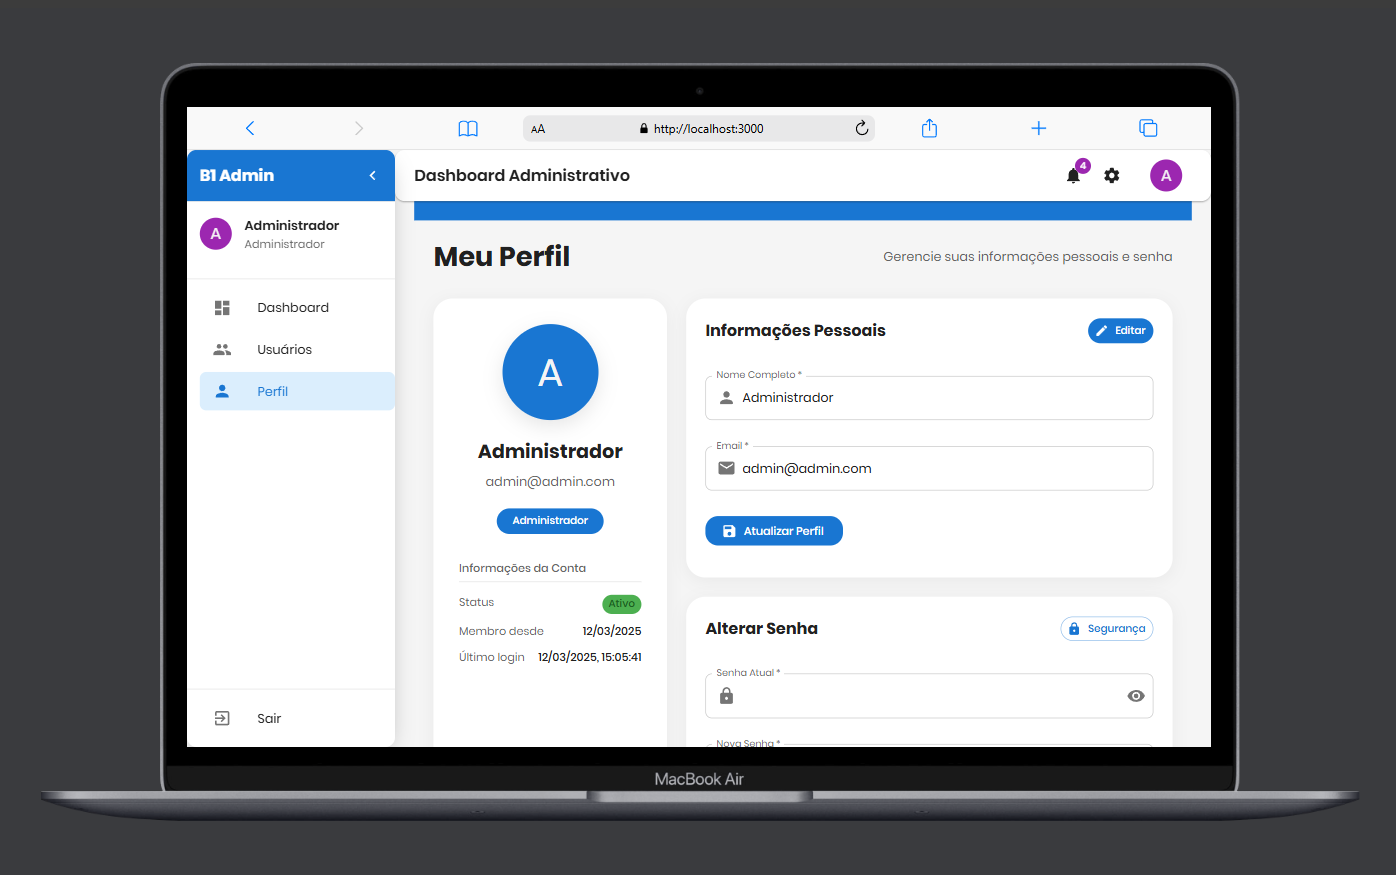 AA
http://localhost:3000
B1 Admin
Dashboard Administrativo
4
A
A
Administrador
Administrador
Dashboard
Usuários
Perfil
Sair
Meu Perfil
Gerencie suas informações pessoais e senha
A
Administrador
admin@admin.com
Administrador
Informações da Conta
Status
Ativo
Membro desde
12/03/2025
Último login
12/03/2025, 15:05:41
Informações Pessoais
Editar
Nome Completo *
Administrador
Email *
admin@admin.com
Atualizar Perfil
Alterar Senha
Segurança
Senha Atual *
Nova Senha *
MacBook Air